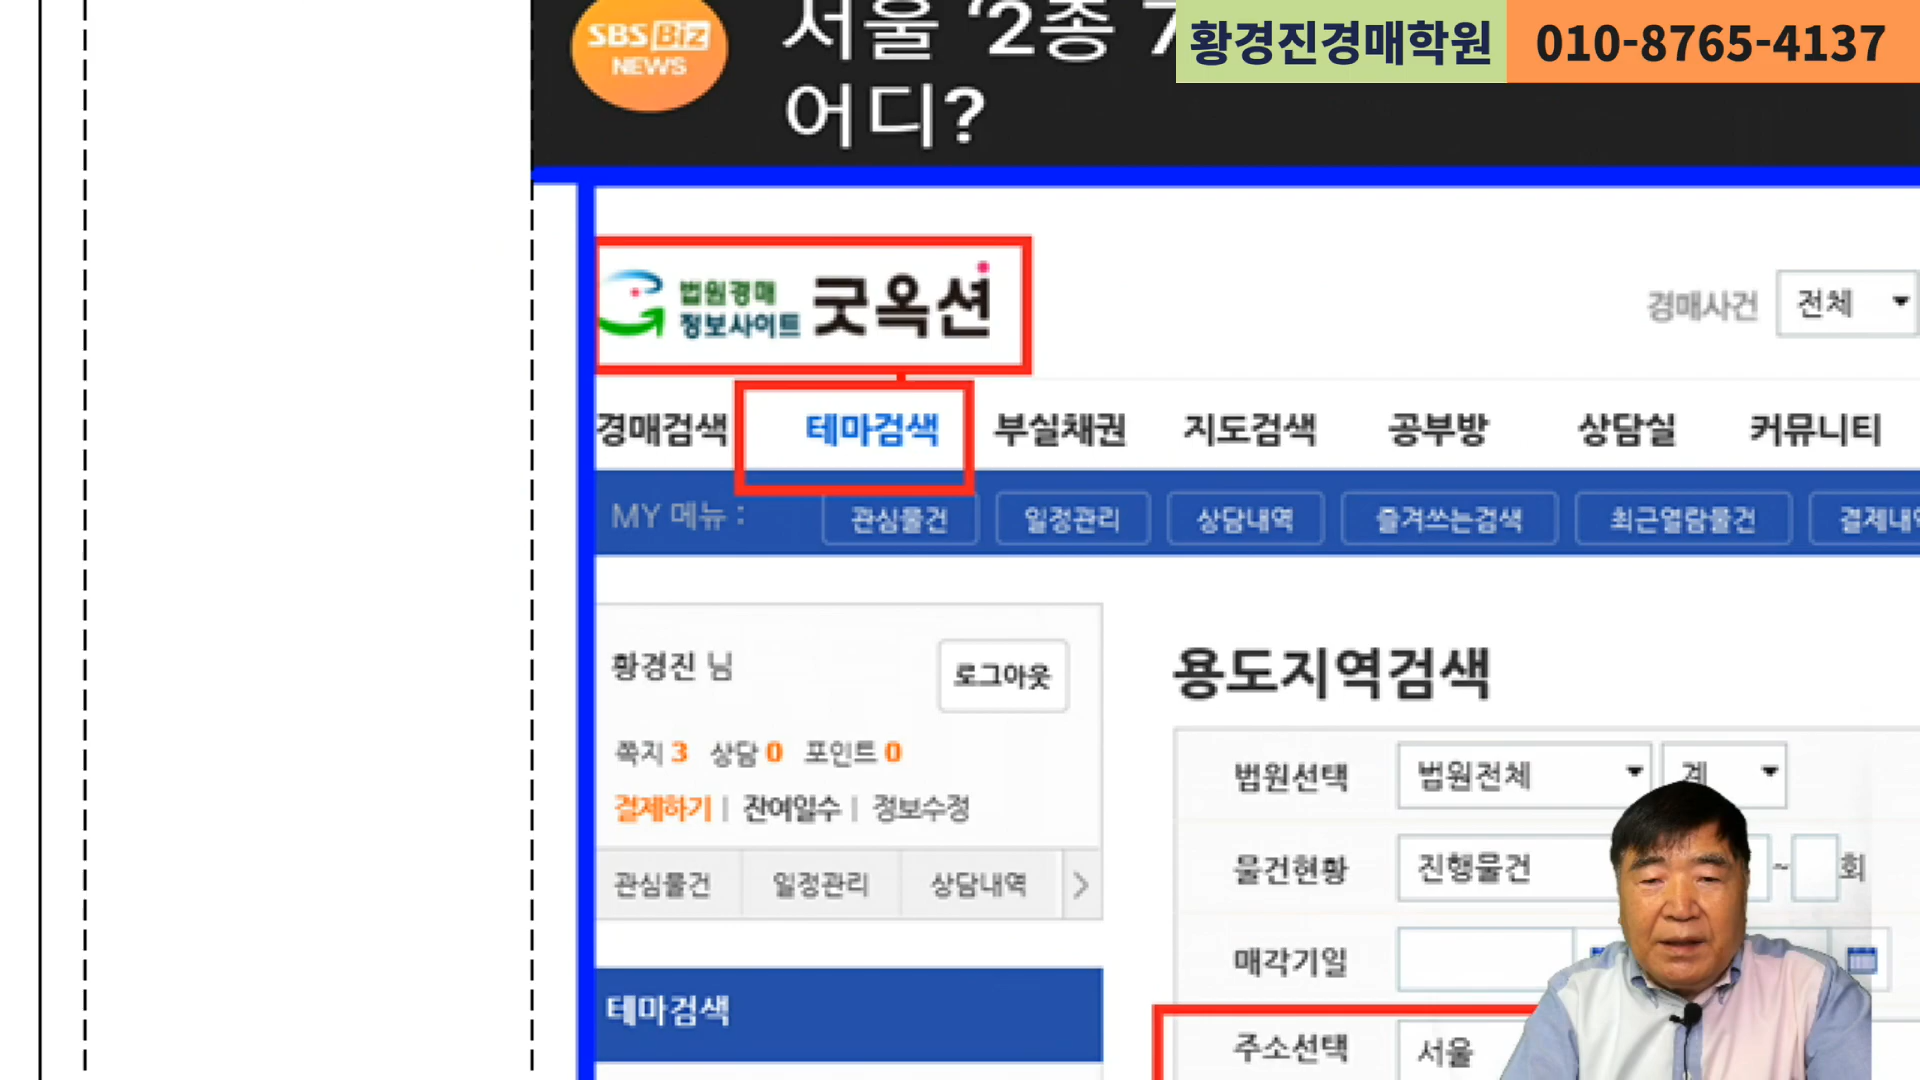 SBS Biz
NEWS
서울 '2종 7
어디?
황경진경매학원
010-8765-4137
법원경매
정보사이트
굿옥션
경매사건
전체
경매검색
테마검색
부실채권
지도검색
공부방
상담실
커뮤니티
MY 메뉴 :
관심물건
일정관리
상담내역
즐겨쓰는검색
최근열람물건
결제내역
황경진 님
로그아웃
쪽지 3 상담 0 포인트 0
결제하기 | 잔여일수 | 정보수정
관심물건
일정관리
상담내역
>
테마검색
용도지역검색
법원선택
법원전체
계
물건현황
진행물건
~
회
매각기일
주소선택
서울